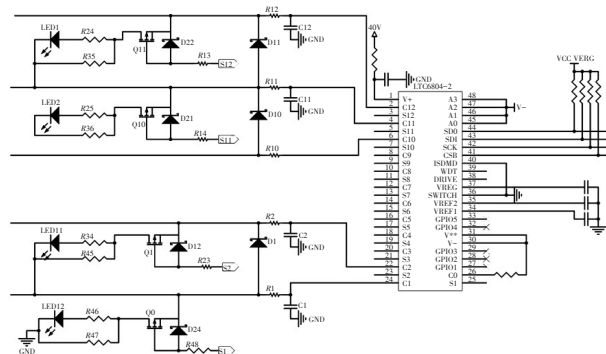 LED1
R24
R35
Q11
D22
R13
S12
R12
D11
C12
GND
LED2
R25
R36
Q10
D21
R14
S11
R11
D10
C11
GND
R10
LED11
R34
R45
Q1
D12
R23
S2
R2
D1
C2
GND
LED12
R46
R47
GND
Q0
D24
R48
S1
R1
C1
GND
40V
GND
LTC6804-2
1 V+ A3 48
2 C12 A2 47
3 S12 A1 46
4 C11 A0 45
5 S11 SD0 44
6 C10 SDI 43
7 S10 SCK 42
8 C9 CSB 41
9 S9 ISDMD 40
10 C8 WDT 39
11 S8 DRIVE 38
12 C7 VREG 37
13 S7 SWITCH 36
14 C6 VREF2 35
15 S6 VREF1 34
16 C5 GPIO5 33
17 S5 GPIO4 32
18 C4 V** 31
19 S4 V- 30
20 C3 GPIO3 29
21 S3 GPIO2 28
22 C2 GPIO1 27
23 S2 C0 26
24 C1 S1 25
V-
VCC VERG